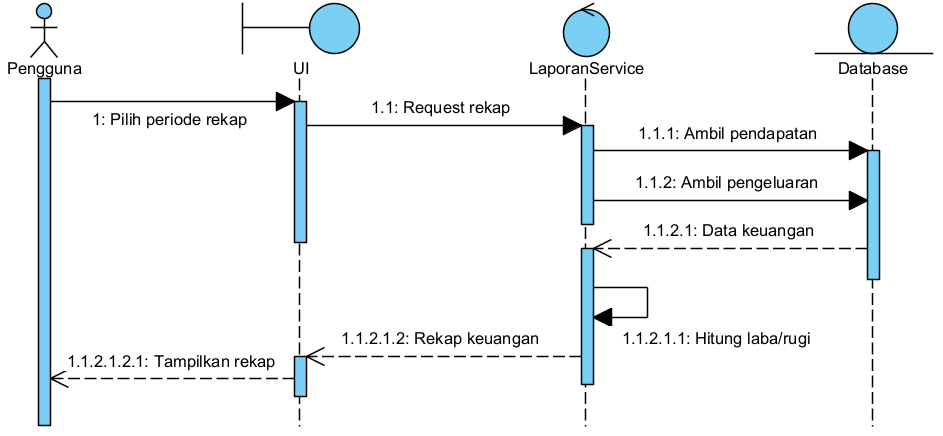 Pengguna
UI
LaporanService
Database
1: Pilih periode rekap
1.1: Request rekap
1.1.1: Ambil pendapatan
1.1.2: Ambil pengeluaran
1.1.2.1: Data keuangan
1.1.2.1.1: Hitung laba/rugi
1.1.2.1.2: Rekap keuangan
1.1.2.1.2.1: Tampilkan rekap